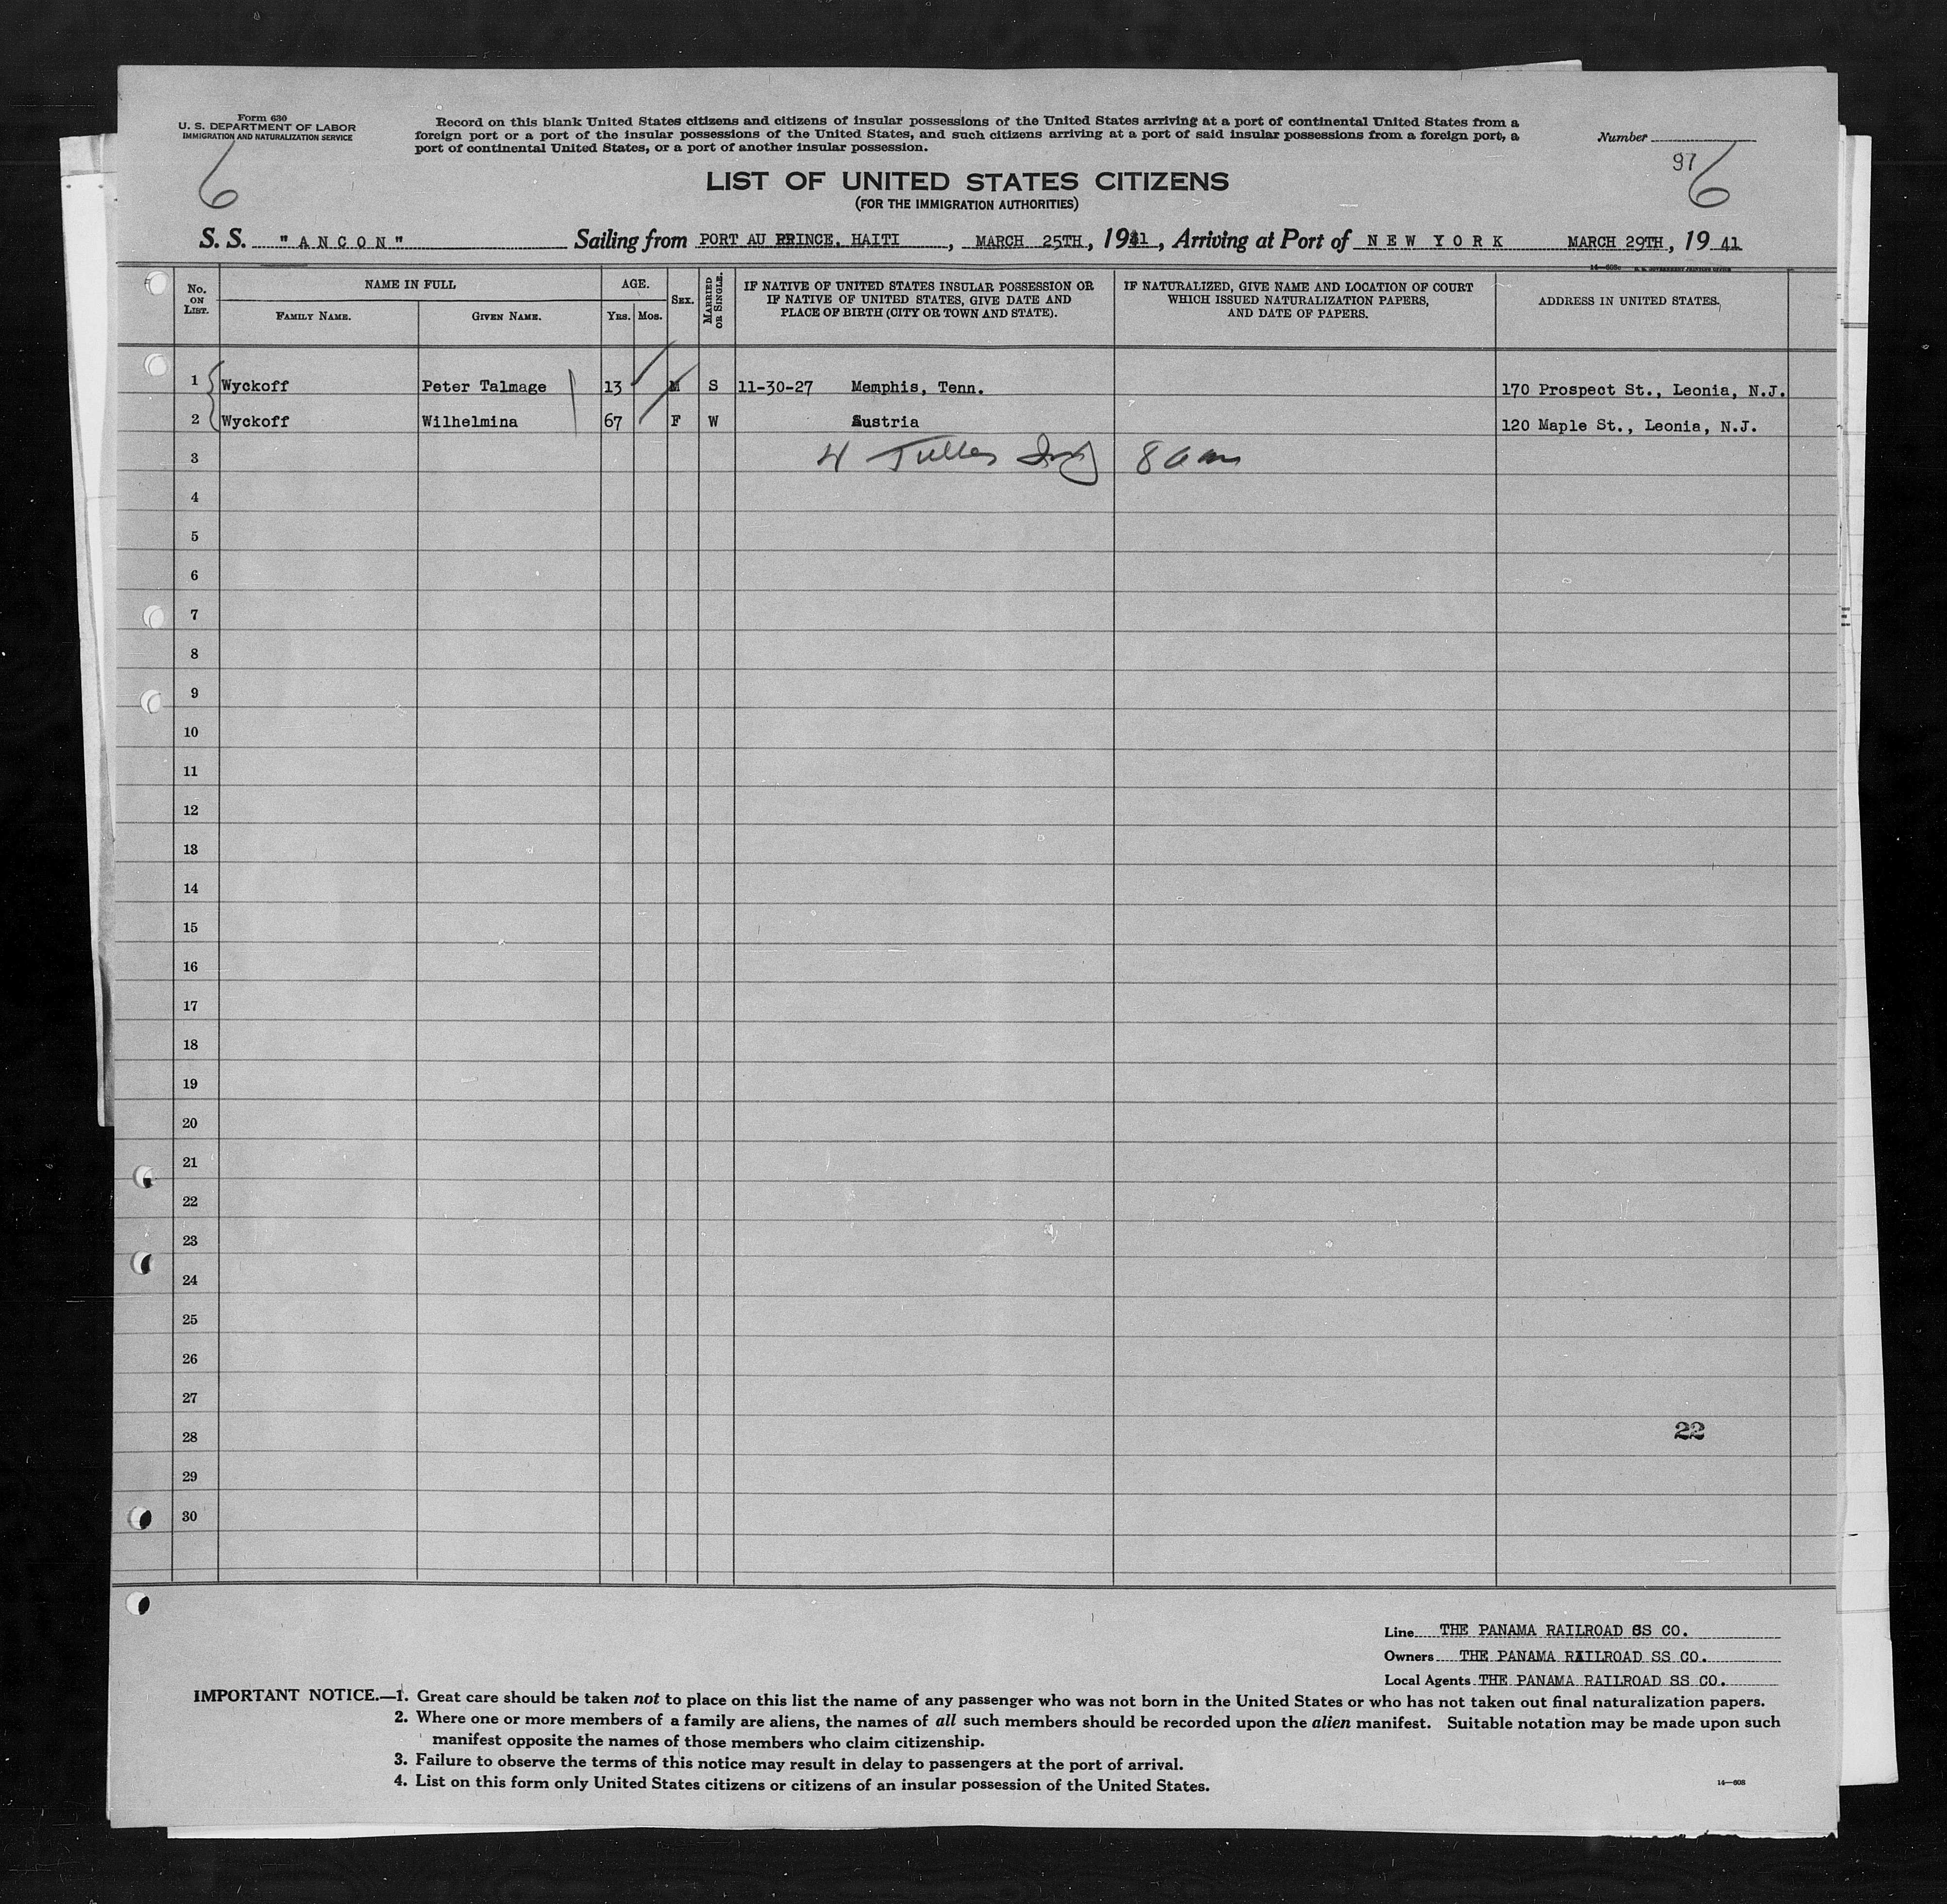 Form 630
U. S. DEPARTMENT OF LABOR
IMMIGRATION AND NATURALIZATION SERVICE
Record on this blank United States citizens and citizens of insular possessions of the United States arriving at a port of continental United States from a
foreign port or a port of the insular possessions of the United States, and such citizens arriving at a port of said insular possessions from a foreign port, a
port of continental United States, or a port of another insular possession.
Number
6
97
6
LIST OF UNITED STATES CITIZENS
(FOR THE IMMIGRATION AUTHORITIES)
S. S. "ANCON" Sailing from PORT AU PRINCE, HAITI, MARCH 25TH, 1941, Arriving at Port of NEW YORK MARCH 29TH, 19 41
No. ON LIST. NAME IN FULL AGE. SEX. MARRIED OR SINGLE. IF NATIVE OF UNITED STATES INSULAR POSSESSION OR IF NATIVE OF UNITED STATES, GIVE DATE AND PLACE OF BIRTH (CITY OR TOWN AND STATE). IF NATURALIZED, GIVE NAME AND LOCATION OF COURT WHICH ISSUED NATURALIZATION PAPERS, AND DATE OF PAPERS. ADDRESS IN UNITED STATES.
FAMILY NAME. GIVEN NAME. YRS. MOS.
1 Wyckoff Peter Talmage 13 M S 11-30-27 Memphis, Tenn. 170 Prospect St., Leonia, N.J.
2 Wyckoff Wilhelmina 67 F W Austria 120 Maple St., Leonia, N.J.
3 8 am
4
5
6
7
8
9
10
11
12
13
14
15
16
17
18
19
20
21
22
23
24
25
26
27
28 22
29
30
Line THE PANAMA RAILROAD SS CO.
Owners THE PANAMA RAILROAD SS CO.
Local Agents THE PANAMA RAILROAD SS CO.
IMPORTANT NOTICE.—1. Great care should be taken not to place on this list the name of any passenger who was not born in the United States or who has not taken out final naturalization papers.
2. Where one or more members of a family are aliens, the names of all such members should be recorded upon the alien manifest. Suitable notation may be made upon such
manifest opposite the names of those members who claim citizenship.
3. Failure to observe the terms of this notice may result in delay to passengers at the port of arrival.
4. List on this form only United States citizens or citizens of an insular possession of the United States.
14—608